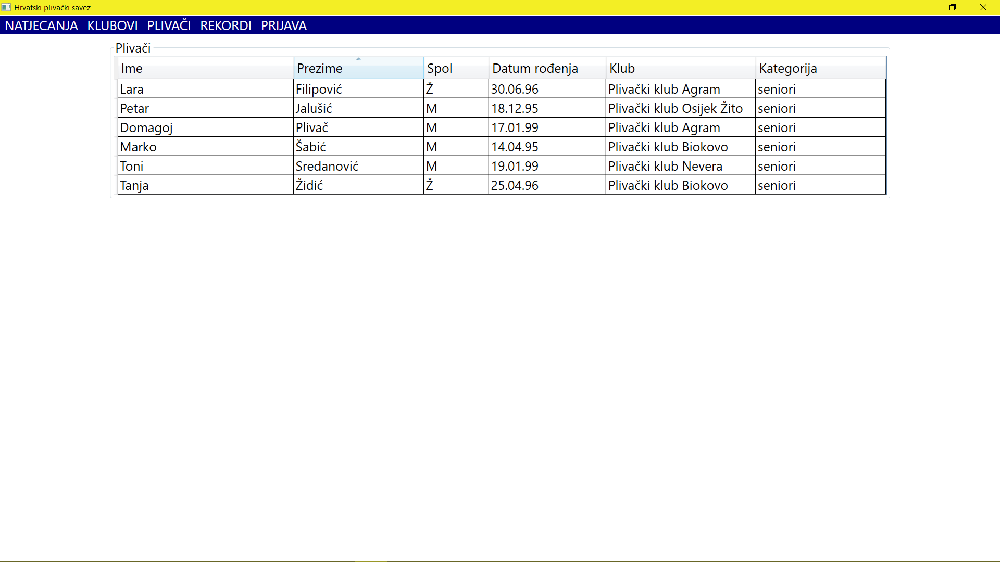 Hrvatski plivački savez
NATJECANJA KLUBOVI PLIVAČI REKORDI PRIJAVA
Plivači
Ime Prezime Spol Datum rođenja Klub Kategorija
Lara Filipović Ž 30.06.96 Plivački klub Agram seniori
Petar Jalušić M 18.12.95 Plivački klub Osijek Žito seniori
Domagoj Plivač M 17.01.99 Plivački klub Agram seniori
Marko Šabić M 14.04.95 Plivački klub Biokovo seniori
Toni Sredanović M 19.01.99 Plivački klub Nevera seniori
Tanja Židić Ž 25.04.96 Plivački klub Biokovo seniori